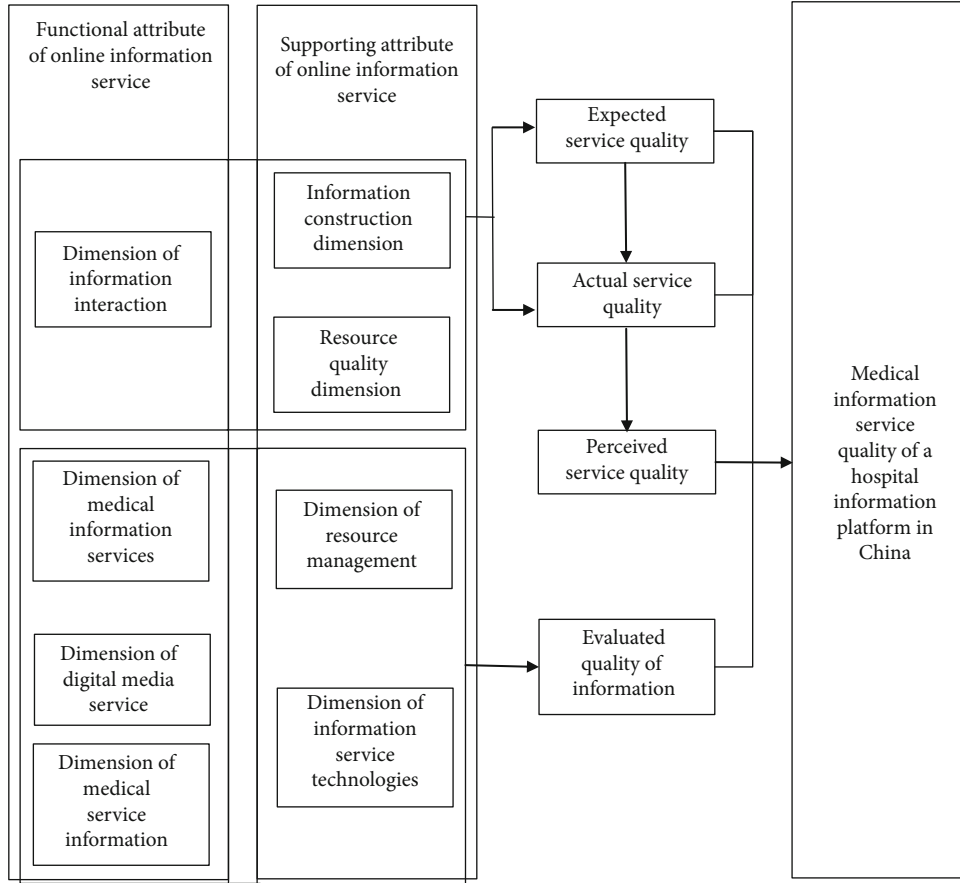 Functional attribute
of online information
service
Supporting attribute
of online information
service
Expected
service quality
Information
construction
dimension
Dimension of
information
interaction
Actual service
quality
Resource
quality
dimension
Perceived
service quality
Medical
information
service
quality of a
hospital
information
platform in
China
Dimension of
medical
information
services
Dimension of
resource
management
Dimension of
digital media
service
Evaluated
quality of
information
Dimension of
information
service
technologies
Dimension of
medical
service
information